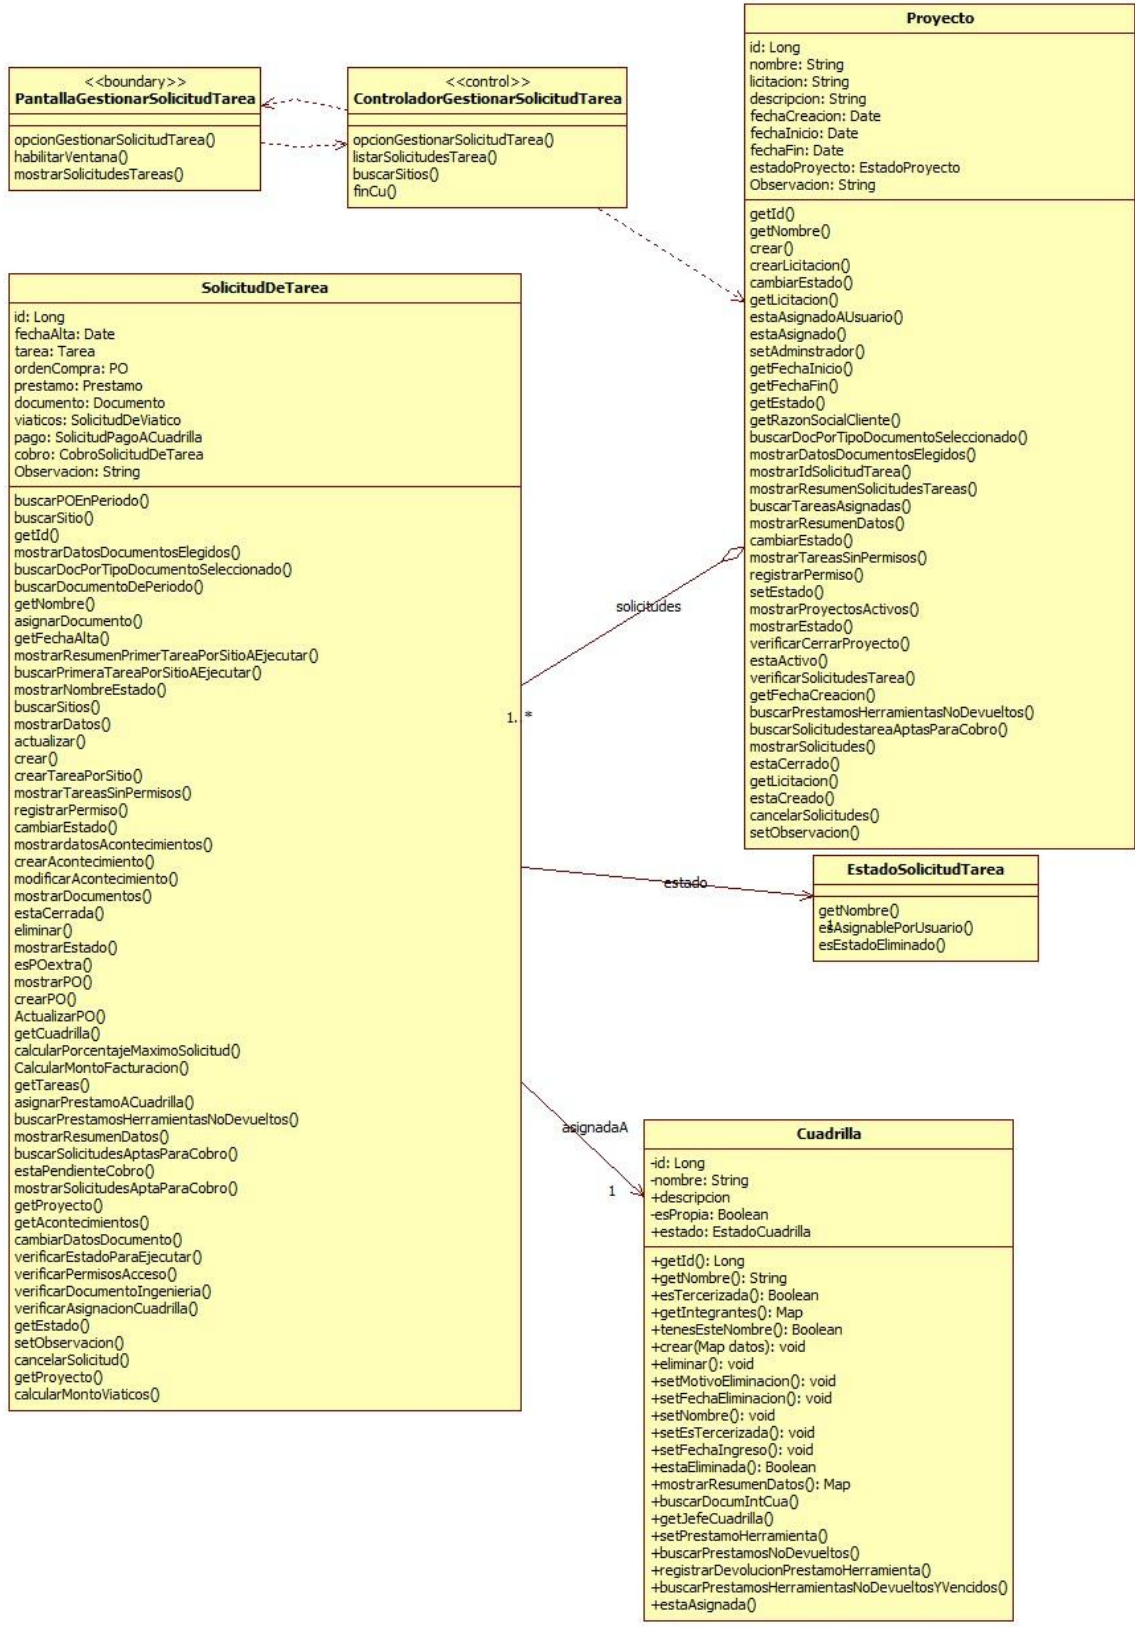 <<boundary>>
PantallaGestionarSolicitudTarea
opcionGestionarSolicitudTarea()
habilitarVentana()
mostrarSolicitudesTareas()
<<control>>
ControladorGestionarSolicitudTarea
opcionGestionarSolicitudTarea()
listarSolicitudesTarea()
buscarSitios()
finCu()
Proyecto
id: Long
nombre: String
licitacion: String
descripcion: String
fechaCreacion: Date
fechaInicio: Date
fechaFin: Date
estadoProyecto: EstadoProyecto
Observacion: String
getId()
getNombre()
crear()
crearLicitacion()
cambiarEstado()
getLicitacion()
estaAsignadoAUsuario()
estaAsignado()
setAdminstrador()
getFechaInicio()
getFechaFin()
getEstado()
getRazonSocialCliente()
buscarDocPorTipoDocumentoSeleccionado()
mostrarDatosDocumentosElegidos()
mostrarIdSolicitudTarea()
mostrarResumenSolicitudesTareas()
buscarTareasAsignadas()
mostrarResumenDatos()
cambiarEstado()
mostrarTareasSinPermisos()
registrarPermiso()
setEstado()
mostrarProyectosActivos()
mostrarEstado()
verificarCerrarProyecto()
estaActivo()
verificarSolicitudesTarea()
getFechaCreacion()
buscarPrestamosHerramientasNoDevueltos()
buscarSolicitudestareaAptasParaCobro()
mostrarSolicitudes()
estaCerrado()
getLicitacion()
estaCreado()
cancelarSolicitudes()
setObservacion()
SolicitudDeTarea
id: Long
fechaAlta: Date
tarea: Tarea
ordenCompra: PO
prestamo: Prestamo
documento: Documento
viaticos: SolicitudDeViatico
pago: SolicitudPagoACuadrilla
cobro: CobroSolicitudDeTarea
Observacion: String
buscarPOEnPeriodo()
buscarSitio()
getId()
mostrarDatosDocumentosElegidos()
buscarDocPorTipoDocumentoSeleccionado()
buscarDocumentoDePeriodo()
getNombre()
asignarDocumento()
getFechaAlta()
mostrarResumenPrimerTareaPorSitioAEjecutar()
buscarPrimeraTareaPorSitioAEjecutar()
mostrarNombreEstado()
buscarSitios()
mostrarDatos()
actualizar()
crear()
crearTareaPorSitio()
mostrarTareasSinPermisos()
registrarPermiso()
cambiarEstado()
mostrardatosAcontecimientos()
crearAcontecimiento()
modificarAcontecimiento()
mostrarDocumentos()
estaCerrada()
eliminar()
mostrarEstado()
esPOextra()
mostrarPO()
crearPO()
ActualizarPO()
getCuadrilla()
calcularPorcentajeMaximoSolicitud()
CalcularMontoFacturacion()
getTareas()
asignarPrestamoACuadrilla()
buscarPrestamosHerramientasNoDevueltos()
mostrarResumenDatos()
buscarSolicitudesAptasParaCobro()
estaPendienteCobro()
mostrarSolicitudesAptaParaCobro()
getProyecto()
getAcontecimientos()
cambiarDatosDocumento()
verificarEstadoParaEjecutar()
verificarPermisosAcceso()
verificarDocumentoIngenieria()
verificarAsignacionCuadrilla()
getEstado()
setObservacion()
cancelarSolicitud()
getProyecto()
calcularMontoViaticos()
solicitudes
1..*
estado
1
EstadoSolicitudTarea
getNombre()
esAsignablePorUsuario()
esEstadoEliminado()
asignadaA
1
Cuadrilla
-id: Long
-nombre: String
+descripcion
-esPropia: Boolean
+estado: EstadoCuadrilla
+getId(): Long
+getNombre(): String
+esTercerizada(): Boolean
+getIntegrantes(): Map
+tenesEsteNombre(): Boolean
+crear(Map datos): void
+eliminar(): void
+setMotivoEliminacion(): void
+setFechaEliminacion(): void
+setNombre(): void
+setEsTercerizada(): void
+setFechaIngreso(): void
+estaEliminada(): Boolean
+mostrarResumenDatos(): Map
+buscarDocumIntCua()
+getJefeCuadrilla()
+setPrestamoHerramienta()
+buscarPrestamosNoDevueltos()
+registrarDevolucionPrestamoHerramienta()
+buscarPrestamosHerramientasNoDevueltosYVencidos()
+estaAsignada()